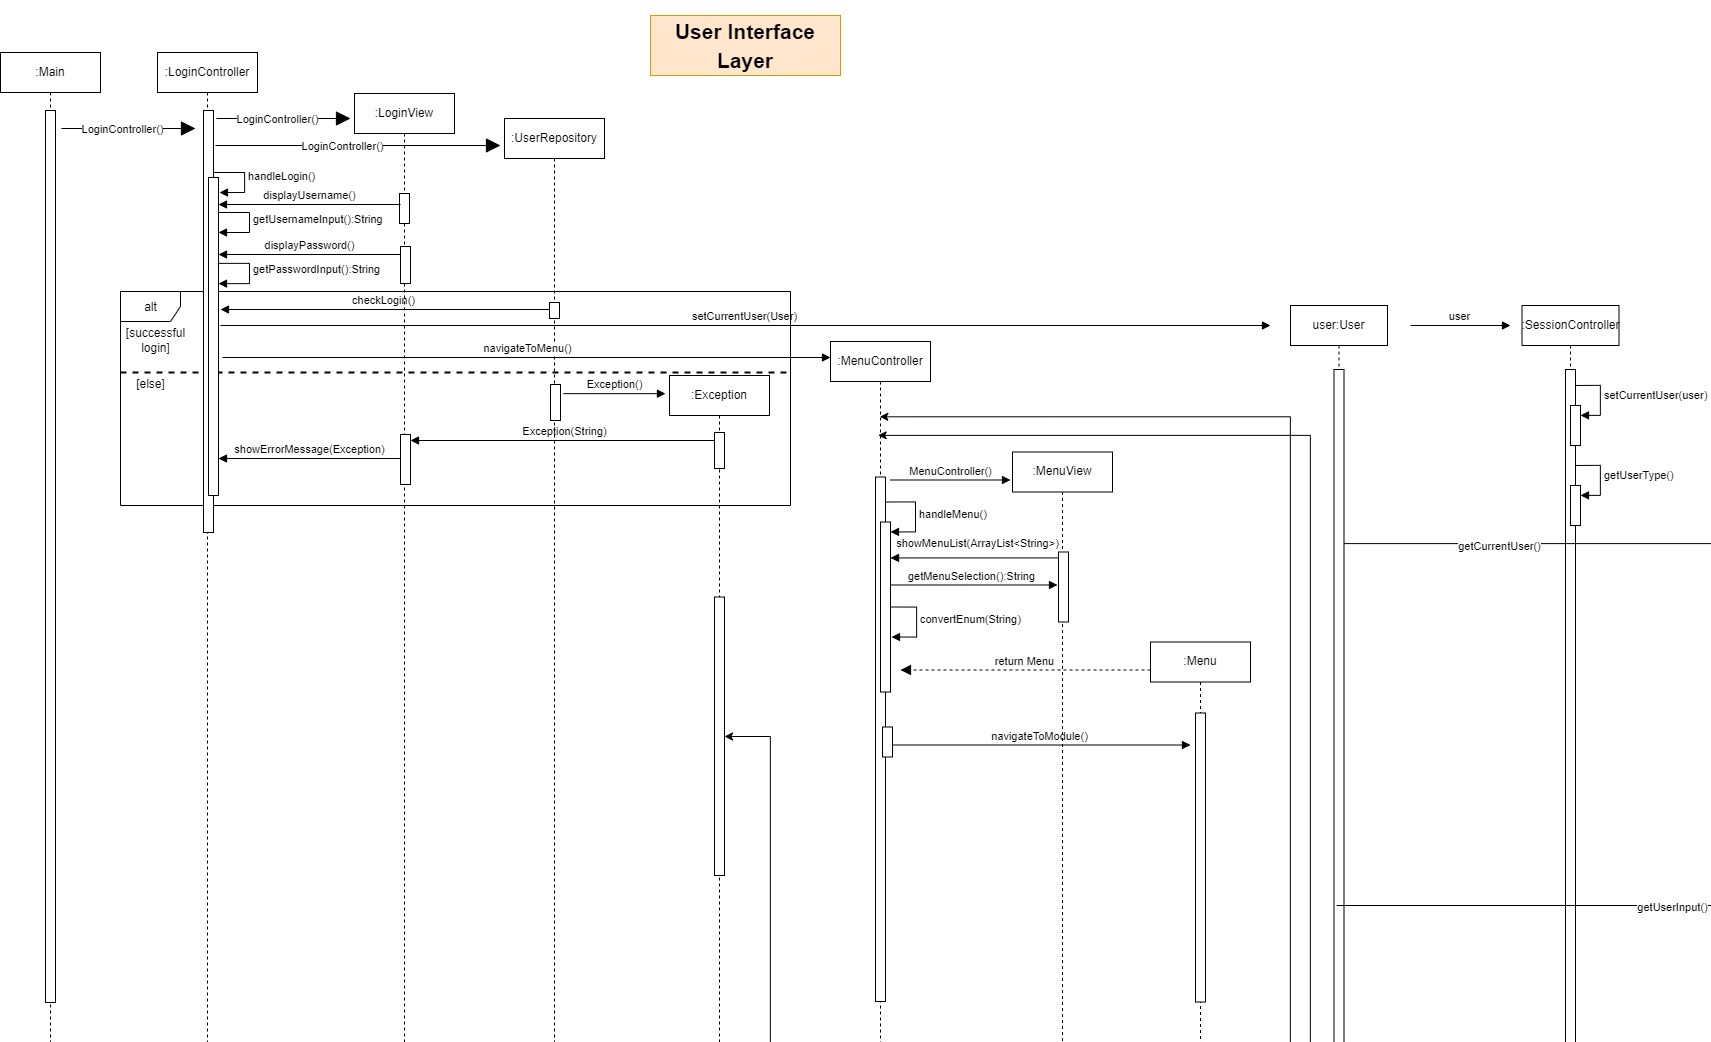 User Interface
Layer
:Main
:LoginController
:LoginView
:UserRepository
LoginController()
LoginController()
LoginController()
handleLogin()
displayUsername()
getUsernameInput():String
displayPassword()
getPasswordInput():String
alt
[successful
login]
checkLogin()
setCurrentUser(User)
user:User
user
:SessionController
navigateToMenu()
:MenuController
[else]
Exception()
:Exception
setCurrentUser(user)
Exception(String)
showErrorMessage(Exception)
MenuController()
:MenuView
getUserType()
handleMenu()
showMenuList(ArrayList<String>)
getCurrentUser()
getMenuSelection():String
convertEnum(String)
return Menu
:Menu
navigateToModule()
getUserInput()